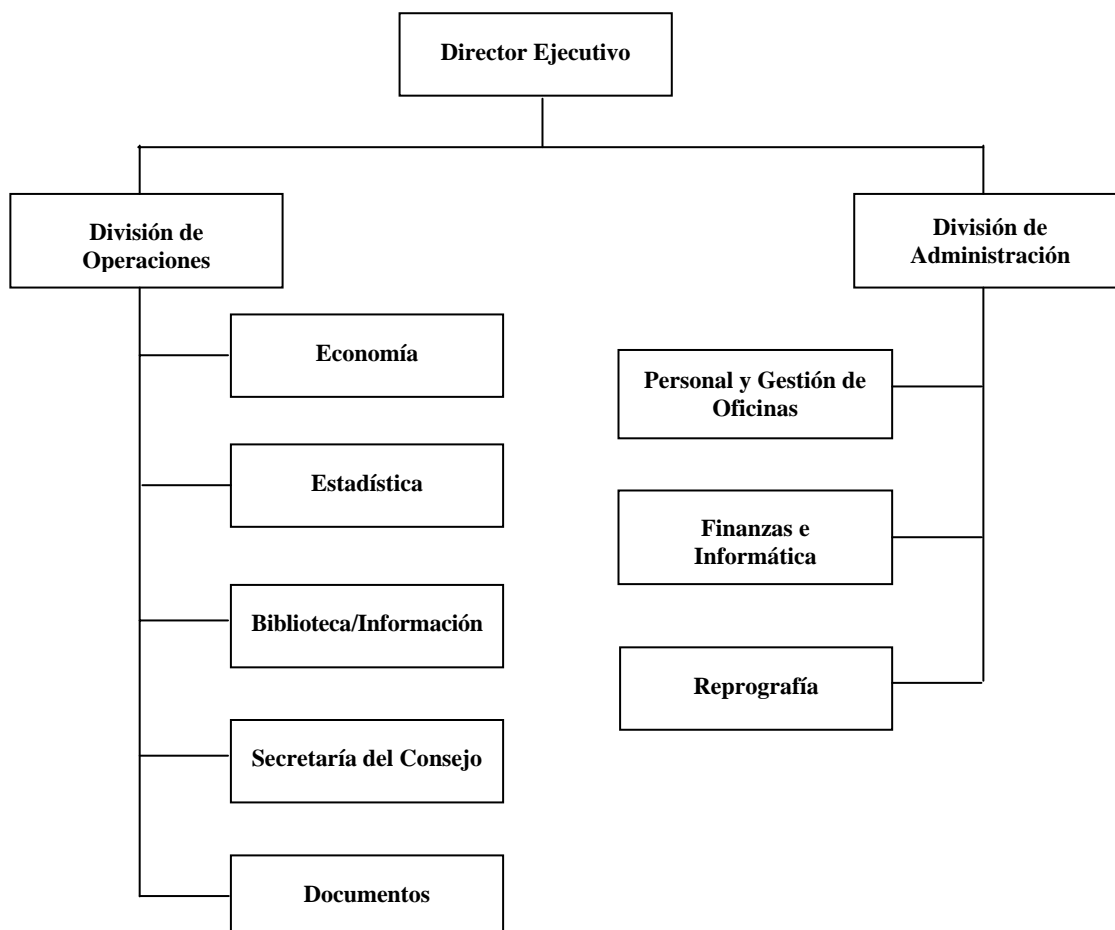 Director Ejecutivo
División de
Operaciones
División de
Administración
Economía
Estadística
Biblioteca/Información
Secretaría del Consejo
Documentos
Personal y Gestión de
Oficinas
Finanzas e
Informática
Reprografía